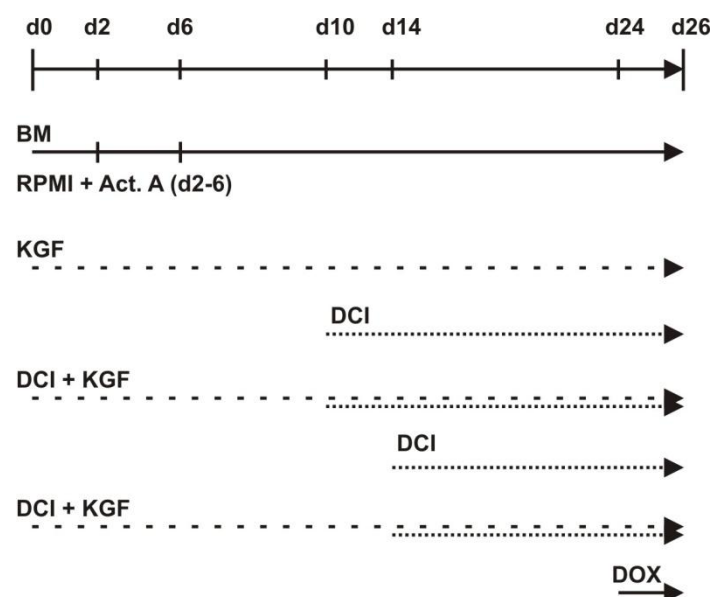 d0 d2 d6 d10 d14 d24 d26
BM
RPMI + Act. A (d2-6)
KGF
DCI
DCI + KGF
DCI
DCI + KGF
DOX